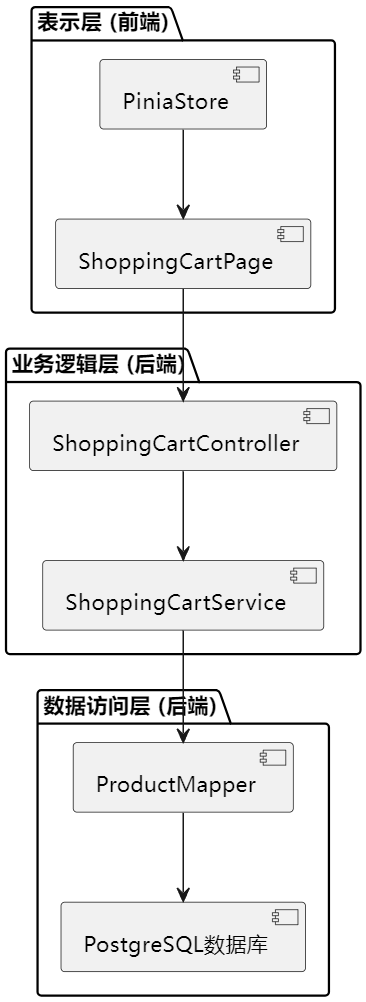 表示层 (前端)
PiniaStore
ShoppingCartPage
业务逻辑层 (后端)
ShoppingCartController
ShoppingCartService
数据访问层 (后端)
ProductMapper
PostgreSQL数据库